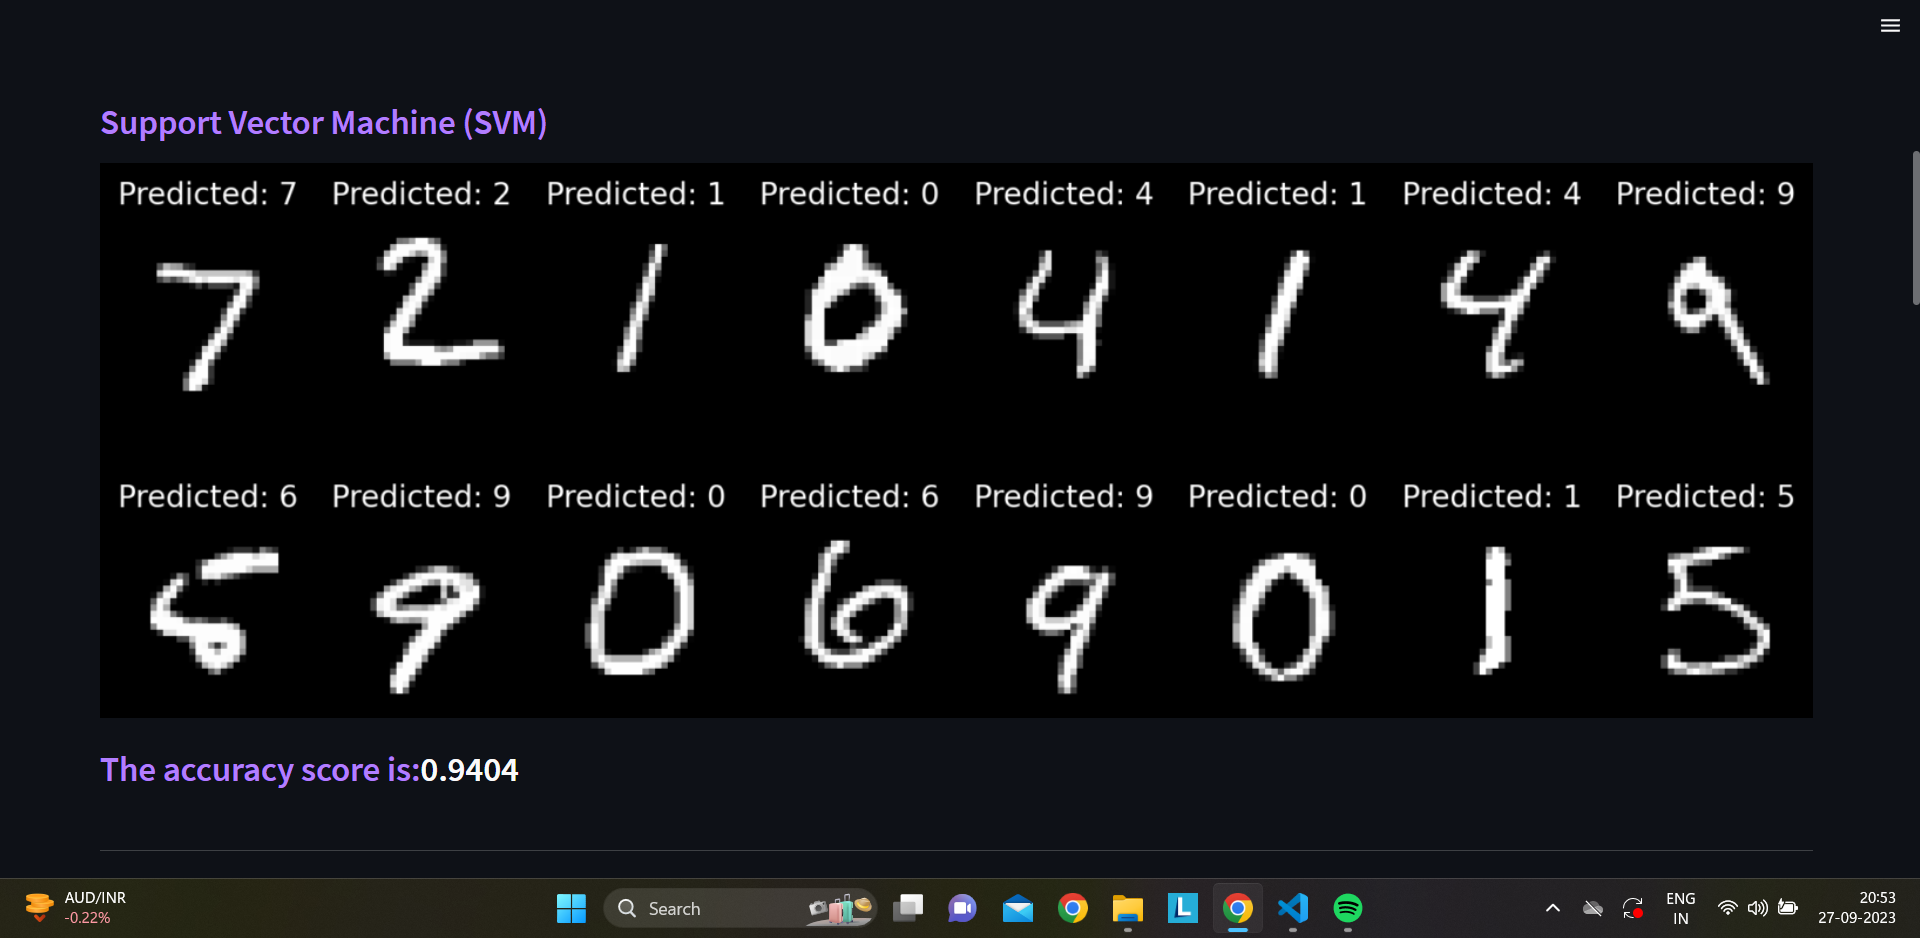 Support Vector Machine (SVM)
Predicted: 7 Predicted: 2 Predicted: 1 Predicted: 0 Predicted: 4 Predicted: 1 Predicted: 4 Predicted: 9
7 2 1 0 4 1 4 9
Predicted: 6 Predicted: 9 Predicted: 0 Predicted: 6 Predicted: 9 Predicted: 0 Predicted: 1 Predicted: 5
5 9 0 6 9 0 1 5
The accuracy score is:0.9404
AUD/INR
-0.22%
Search
L
ENG
IN
20:53
27-09-2023